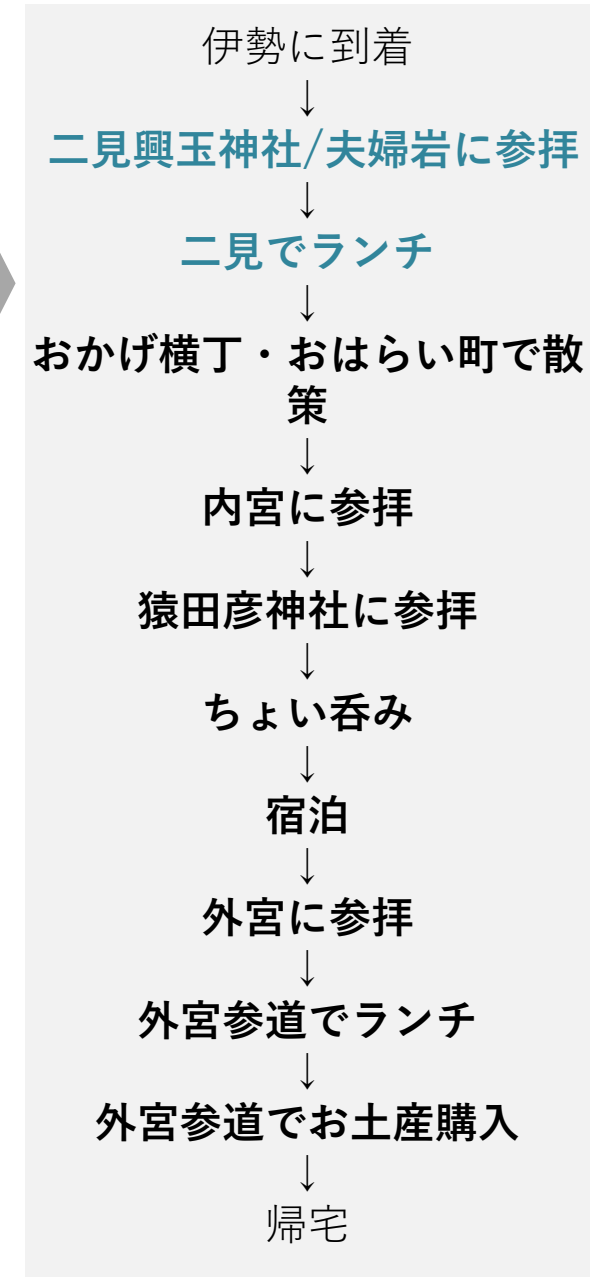 伊勢に到着
↓
二見興玉神社/夫婦岩に参拝
↓
二見でランチ
↓
おかげ横丁・おはらい町で散
策
↓
内宮に参拝
↓
猿田彦神社に参拝
↓
ちょい呑み
↓
宿泊
↓
外宮に参拝
↓
外宮参道でランチ
↓
外宮参道でお土産購入
↓
帰宅